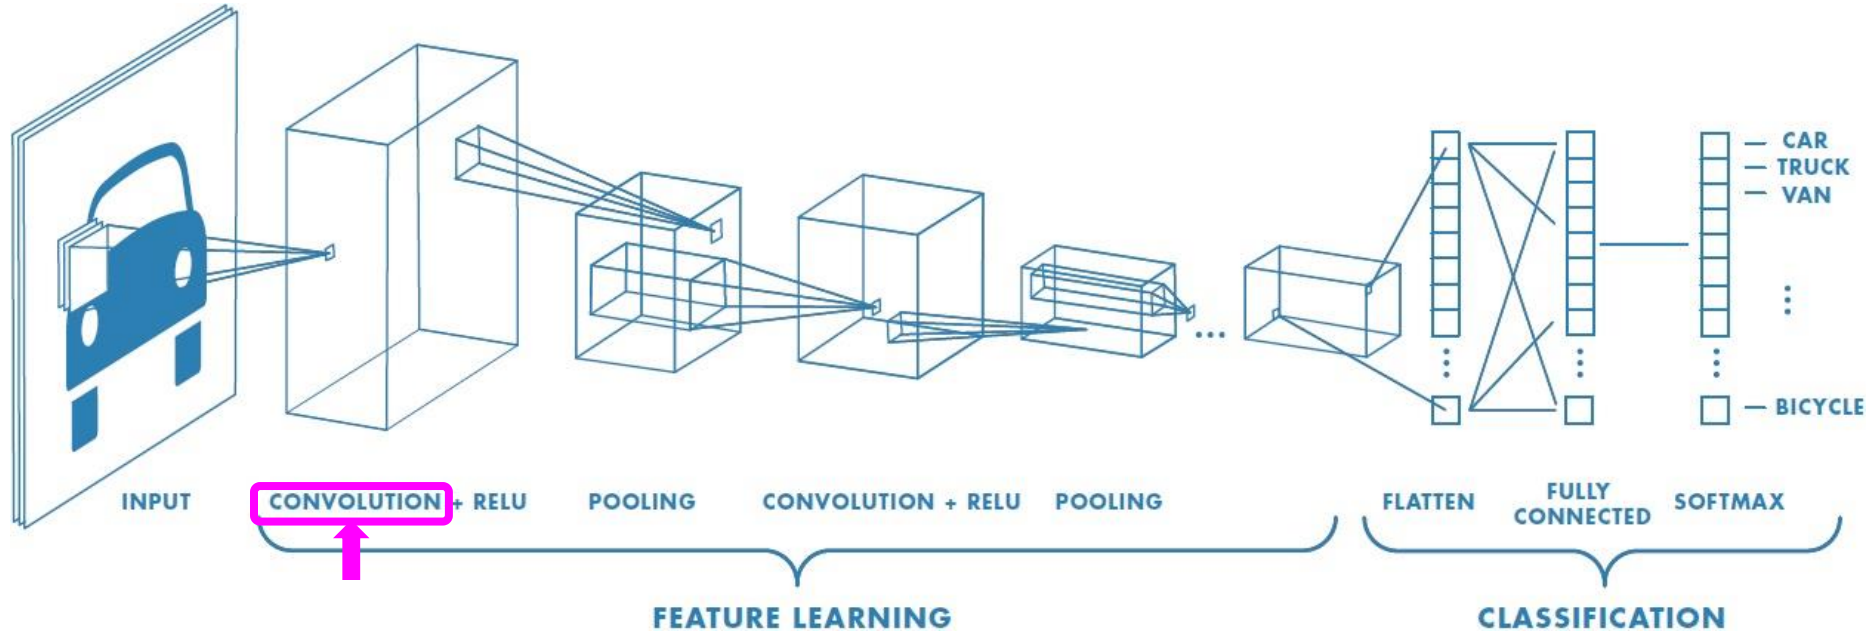 CAR
TRUCK
VAN
BICYCLE
INPUT
CONVOLUTION + RELU
POOLING
CONVOLUTION + RELU
POOLING
FLATTEN
FULLY
CONNECTED
SOFTMAX
FEATURE LEARNING
CLASSIFICATION